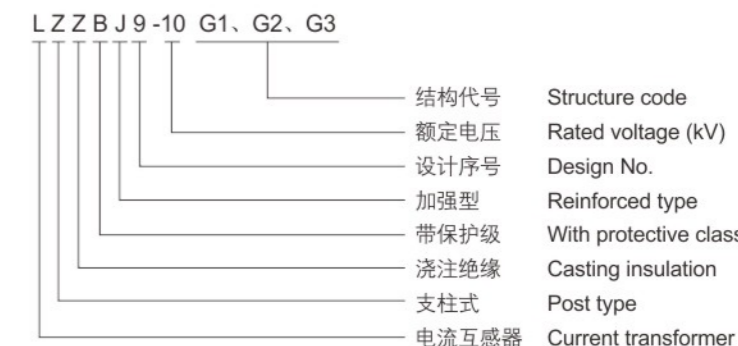 L Z Z B J 9 -10 G1、G2、G3
结构代号 Structure code
额定电压 Rated voltage (kV)
设计序号 Design No.
加强型 Reinforced type
带保护级 With protective class
浇注绝缘 Casting insulation
支柱式 Post type
电流互感器 Current transformer